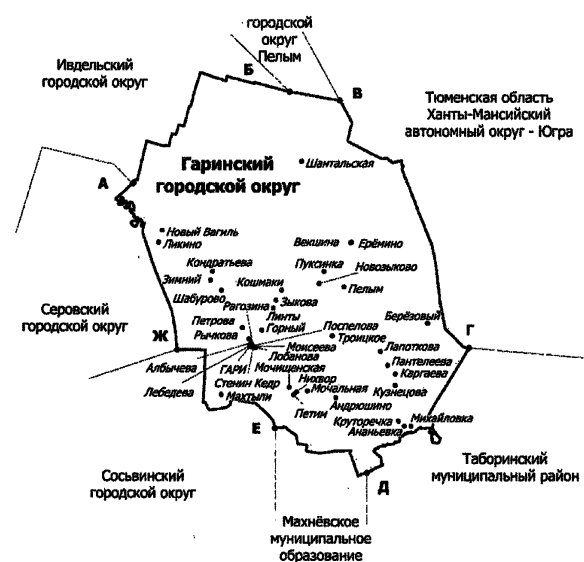 городской
округ
Пелым
Ивдельский
городской округ
Б
В
Тюменская область
Ханты-Мансийский
автономный округ - Югра
Гаринский
городской округ
Шантальская
А
Новый Вагиль
Ликино
Векшина
Ерёмино
Кондратьева
Пуксинка
Новозыково
Зимний
Кошмаки
Пелым
Шабурово
Зыкова
Рагозина
Линты
Серовский
городской округ
Петрова
Горный
Поспелова
Берёзовый
Рычкова
Троицкое
Ж
Моисеева
Лапоткова
Г
Албычева
Лобанова
Пантелеева
ГАРИ
Мочищенская
Каргаева
Лебедева
Стенин Кедр
Нихвор
Мочальная
Кузнецова
Махтыли
Петим
Андрюшино
Круторечка
Михайловка
Ананьевка
Е
Таборинский
муниципальный район
Сосьвинский
городской округ
Д
Махнёвское
муниципальное
образование